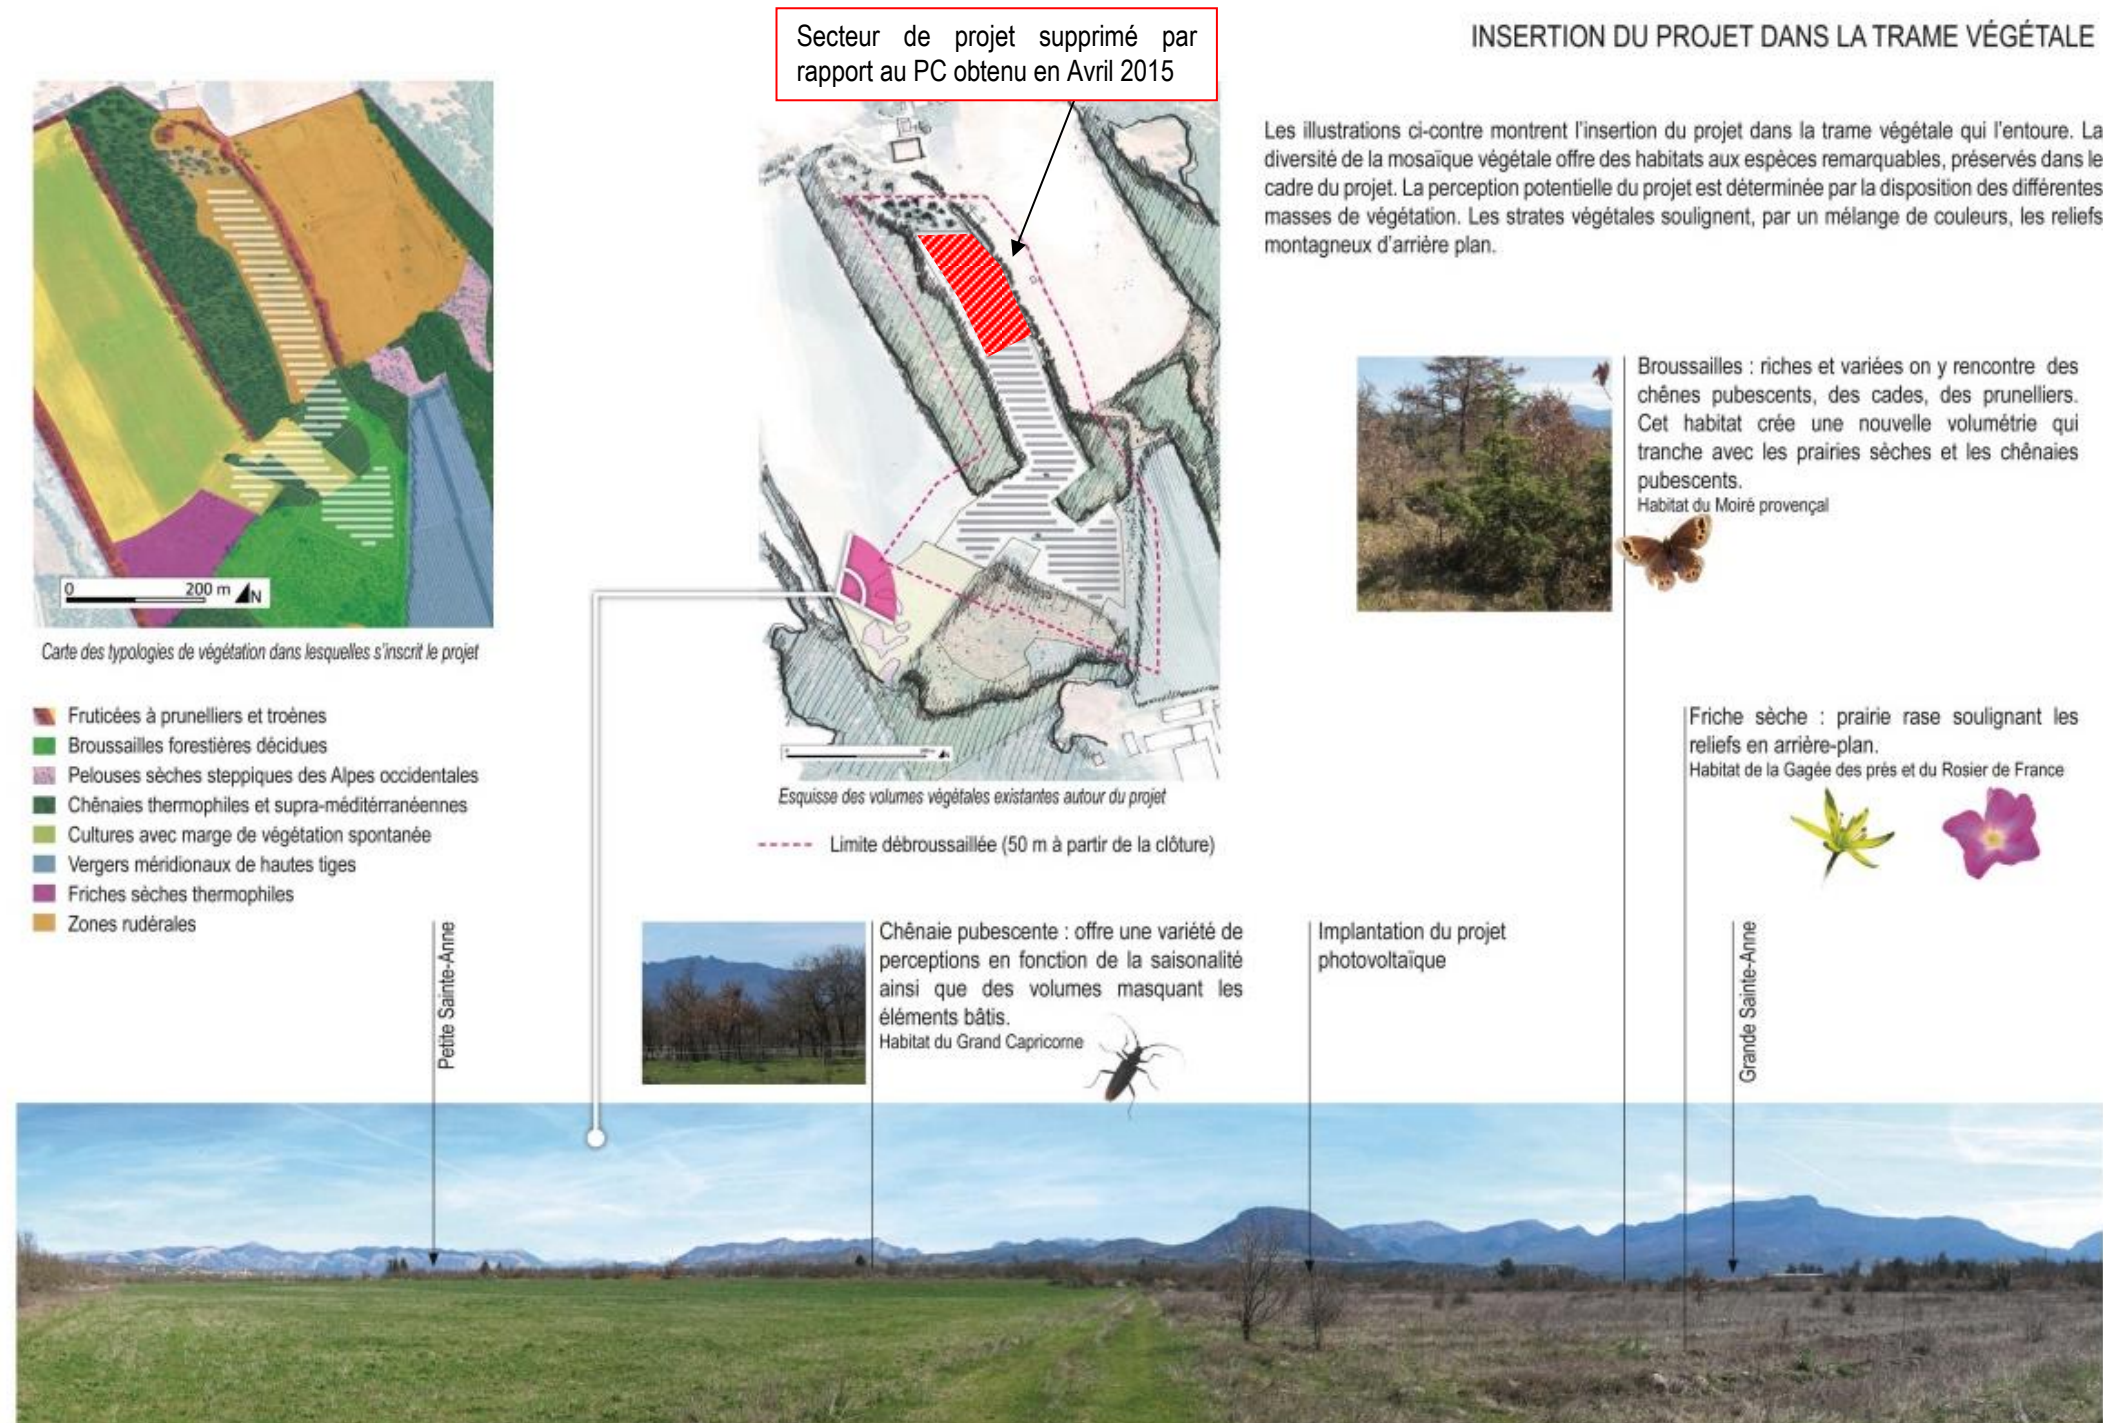 Secteur de projet supprimé par
rapport au PC obtenu en Avril 2015
INSERTION DU PROJET DANS LA TRAME VÉGÉTALE
Les illustrations ci-contre montrent l'insertion du projet dans la trame végétale qui l'entoure. La
diversité de la mosaïque végétale offre des habitats aux espèces remarquables, préservés dans le
cadre du projet. La perception potentielle du projet est déterminée par la disposition des différentes
masses de végétation. Les strates végétales soulignent, par un mélange de couleurs, les reliefs
montagneux d'arrière plan.
0 200 m N
Carte des typologies de végétation dans lesquelles s'inscrit le projet
Fruticées à prunelliers et troènes
Broussailles forestières décidues
Pelouses sèches steppiques des Alpes occidentales
Chênaies thermophiles et supra-méditérranéennes
Cultures avec marge de végétation spontanée
Vergers méridionaux de hautes tiges
Friches sèches thermophiles
Zones rudérales
Esquisse des volumes végétales existantes autour du projet
Limite débroussaillée (50 m à partir de la clôture)
Broussailles : riches et variées on y rencontre des
chênes pubescents, des cades, des prunelliers.
Cet habitat crée une nouvelle volumétrie qui
tranche avec les prairies sèches et les chênaies
pubescents.
Habitat du Moiré provençal
Friche sèche : prairie rase soulignant les
reliefs en arrière-plan.
Habitat de la Gagée des prés et du Rosier de France
Petite Sainte-Anne
Chênaie pubescente : offre une variété de
perceptions en fonction de la saisonalité
ainsi que des volumes masquant les
éléments bâtis.
Habitat du Grand Capricorne
Implantation du projet
photovoltaïque
Grande Sainte-Anne